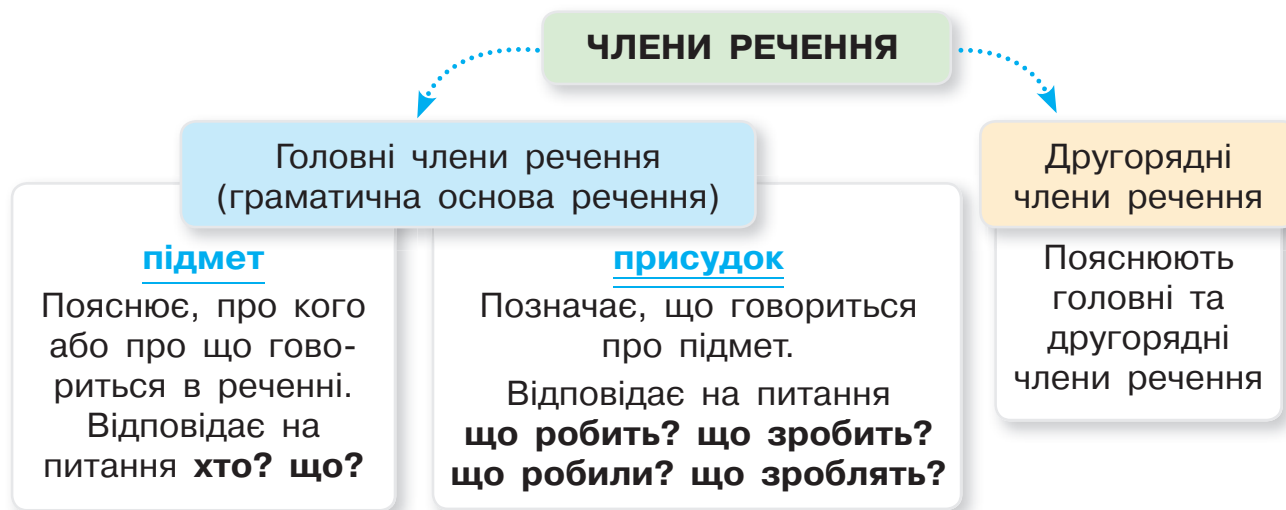 ЧЛЕНИ РЕЧЕННЯ
Головні члени речення
(граматична основа речення)
підмет
Пояснює, про кого
або про що гово-
риться в реченні.
Відповідає на
питання хто? що?
присудок
Позначає, що говориться
про підмет.
Відповідає на питання
що робить? що зробить?
що робили? що зроблять?
Другорядні
члени речення
Пояснюють
головні та
другорядні
члени речення